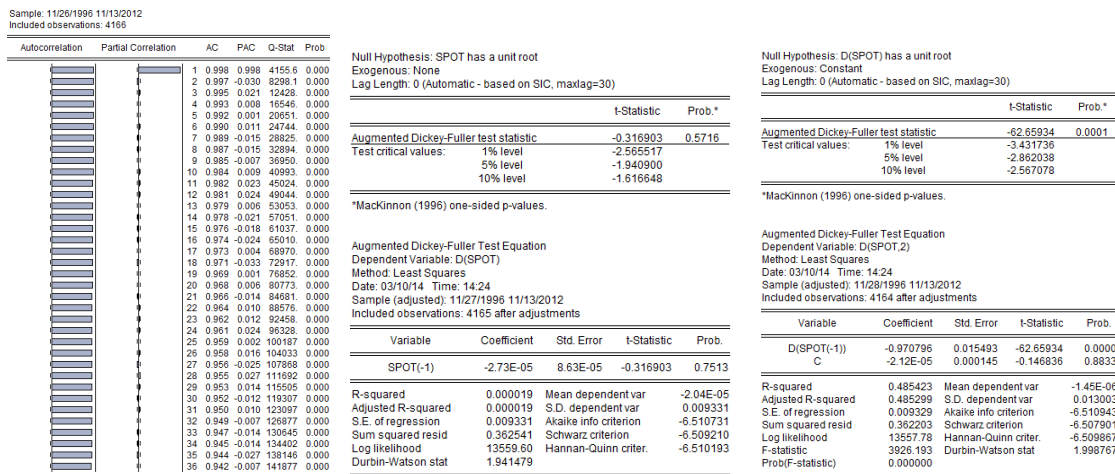 Sample: 11/26/1996 11/13/2012
Included observations: 4166
Autocorrelation Partial Correlation AC PAC Q-Stat Prob
1 0.998 0.998 4155.6 0.000
2 0.997 -0.030 8298.1 0.000
3 0.995 0.021 12428. 0.000
4 0.993 0.008 16546. 0.000
5 0.992 0.001 20651. 0.000
6 0.990 0.011 24744. 0.000
7 0.989 -0.015 28825. 0.000
8 0.987 -0.015 32894. 0.000
9 0.985 -0.007 36950. 0.000
10 0.984 0.009 40993. 0.000
11 0.982 0.023 45024. 0.000
12 0.981 0.024 49044. 0.000
13 0.979 0.006 53053. 0.000
14 0.978 -0.021 57051. 0.000
15 0.976 -0.018 61037. 0.000
16 0.974 -0.024 65010. 0.000
17 0.973 0.004 68970. 0.000
18 0.971 -0.033 72917. 0.000
19 0.969 0.001 76852. 0.000
20 0.968 0.006 80773. 0.000
21 0.966 -0.014 84681. 0.000
22 0.964 0.010 88576. 0.000
23 0.962 0.012 92458. 0.000
24 0.961 0.024 96328. 0.000
25 0.959 0.002 100187 0.000
26 0.958 0.016 104033 0.000
27 0.956 -0.025 107868 0.000
28 0.955 0.027 111692 0.000
29 0.953 0.014 115505 0.000
30 0.952 -0.012 119307 0.000
31 0.950 0.010 123097 0.000
32 0.949 -0.007 126877 0.000
33 0.947 -0.014 130645 0.000
34 0.945 -0.014 134402 0.000
35 0.944 -0.027 138146 0.000
36 0.942 -0.007 141877 0.000
Null Hypothesis: SPOT has a unit root
Exogenous: None
Lag Length: 0 (Automatic - based on SIC, maxlag=30)
t-Statistic Prob.*
Augmented Dickey-Fuller test statistic -0.316903 0.5716
Test critical values: 1% level -2.565517
5% level -1.940900
10% level -1.616648
*MacKinnon (1996) one-sided p-values.
Augmented Dickey-Fuller Test Equation
Dependent Variable: D(SPOT)
Method: Least Squares
Date: 03/10/14 Time: 14:24
Sample (adjusted): 11/27/1996 11/13/2012
Included observations: 4165 after adjustments
Variable Coefficient Std. Error t-Statistic Prob.
SPOT(-1) -2.73E-05 8.63E-05 -0.316903 0.7513
R-squared 0.000019 Mean dependent var -2.04E-05
Adjusted R-squared 0.000019 S.D. dependent var 0.009331
S.E. of regression 0.009331 Akaike info criterion -6.510731
Sum squared resid 0.362541 Schwarz criterion -6.509210
Log likelihood 13559.60 Hannan-Quinn criter. -6.510193
Durbin-Watson stat 1.941479
Null Hypothesis: D(SPOT) has a unit root
Exogenous: Constant
Lag Length: 0 (Automatic - based on SIC, maxlag=30)
t-Statistic Prob.*
Augmented Dickey-Fuller test statistic -62.65934 0.0001
Test critical values: 1% level -3.431736
5% level -2.862038
10% level -2.567078
*MacKinnon (1996) one-sided p-values.
Augmented Dickey-Fuller Test Equation
Dependent Variable: D(SPOT,2)
Method: Least Squares
Date: 03/10/14 Time: 14:24
Sample (adjusted): 11/28/1996 11/13/2012
Included observations: 4164 after adjustments
Variable Coefficient Std. Error t-Statistic Prob.
D(SPOT(-1)) -0.970796 0.015493 -62.65934 0.0000
C -2.12E-05 0.000145 -0.146836 0.8833
R-squared 0.485423 Mean dependent var -1.45E-06
Adjusted R-squared 0.485299 S.D. dependent var 0.013003
S.E. of regression 0.009329 Akaike info criterion -6.510943
Sum squared resid 0.362203 Schwarz criterion -6.507901
Log likelihood 13557.78 Hannan-Quinn criter. -6.509867
F-statistic 3926.193 Durbin-Watson stat 1.998767
Prob(F-statistic) 0.000000